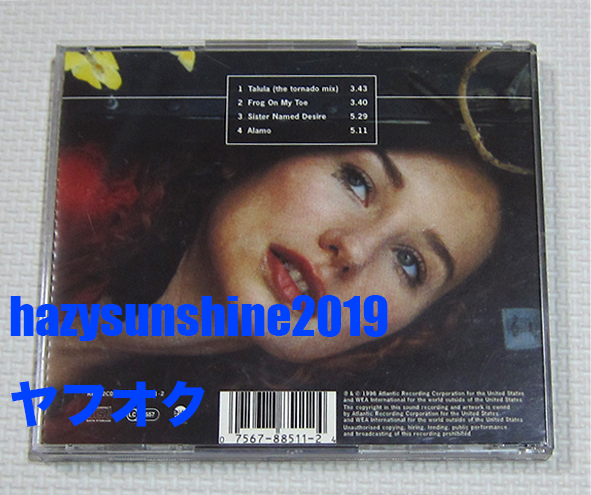 1 Talula (the tornado mix) 3.43
2 Frog On My Toe 3.40
3 Sister Named Desire 5.29
4 Alamo 5.11
hazysunshine2019
ヤフオク
0 7567-88511-2 4
℗ & © 1996 Atlantic Recording Corporation for the United States
and WEA International for the world outside of the United States
The copyright in this sound recording and artwork is owned
by Atlantic Recording Corporation for the United States.
and WEA International for the world outside of the United States
Unauthorised copying, hiring, lending, public performance
and broadcasting of this recording prohibited